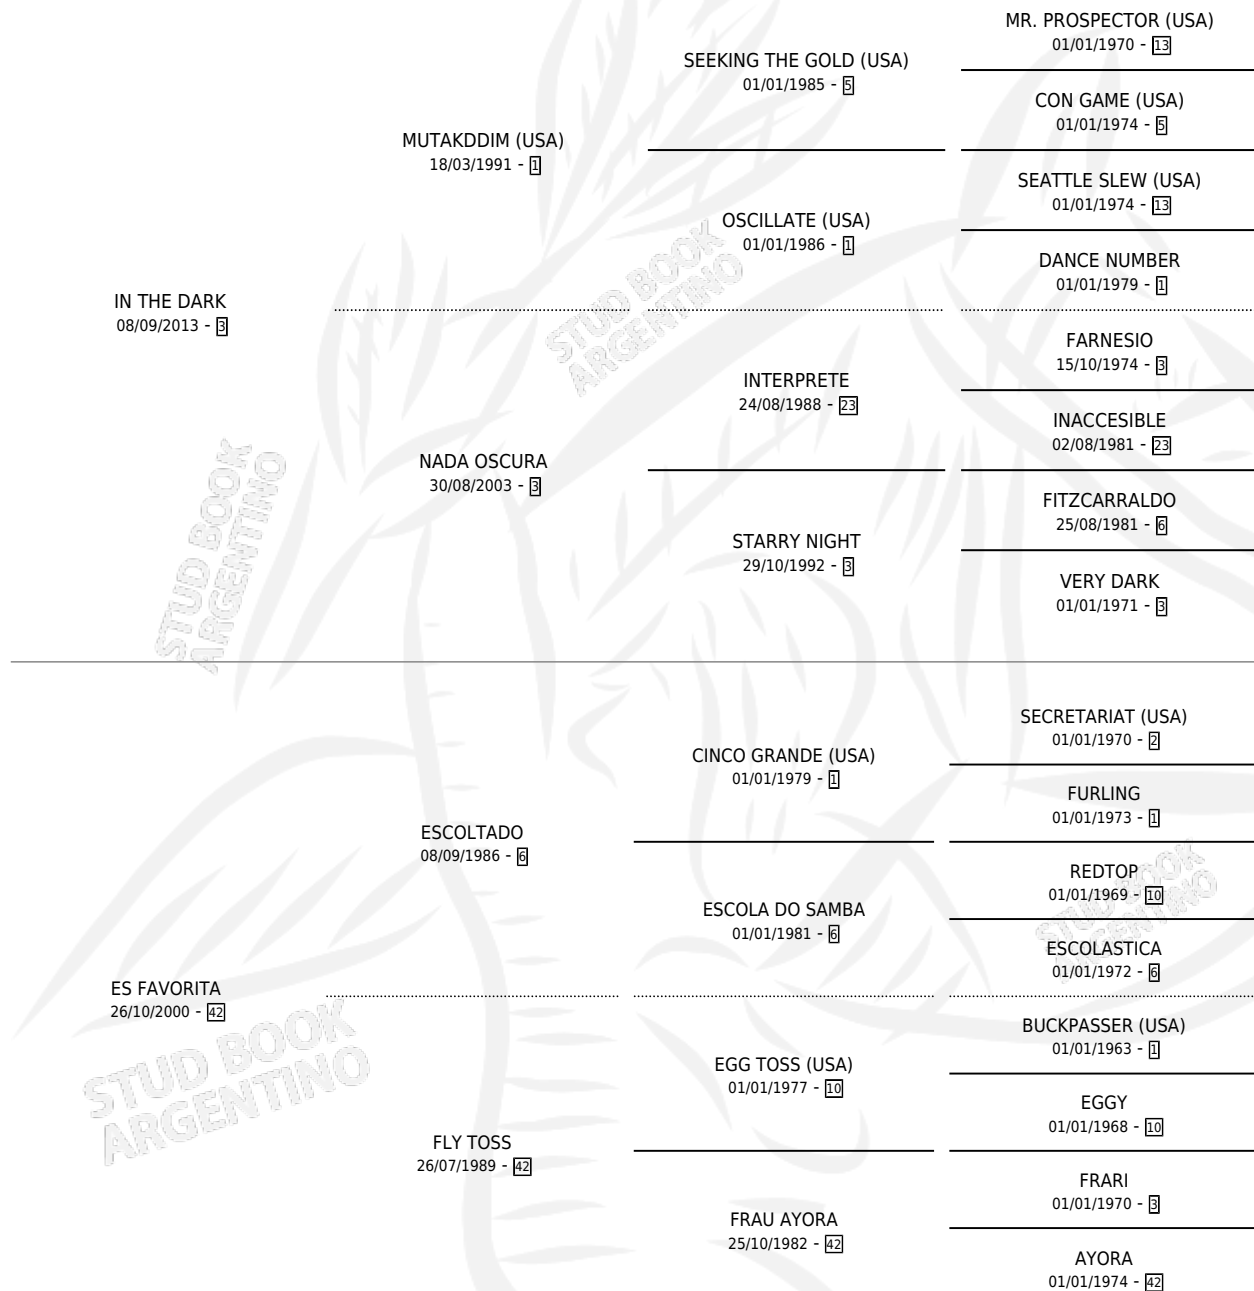 MR. PROSPECTOR (USA)
01/01/1970 - 13
SEEKING THE GOLD (USA)
01/01/1985 - 5
CON GAME (USA)
01/01/1974 - 5
MUTAKDDIM (USA)
18/03/1991 - 1
SEATTLE SLEW (USA)
01/01/1974 - 13
OSCILLATE (USA)
01/01/1986 - 1
DANCE NUMBER
01/01/1979 - 1
IN THE DARK
08/09/2013 - 3
FARNESIO
15/10/1974 - 3
INTERPRETE
24/08/1988 - 23
INACCESIBLE
02/08/1981 - 23
NADA OSCURA
30/08/2003 - 3
FITZCARRALDO
25/08/1981 - 6
STARRY NIGHT
29/10/1992 - 3
VERY DARK
01/01/1971 - 3
SECRETARIAT (USA)
01/01/1970 - 2
CINCO GRANDE (USA)
01/01/1979 - 1
FURLING
01/01/1973 - 1
ESCOLTADO
08/09/1986 - 6
REDTOP
01/01/1969 - 10
ESCOLA DO SAMBA
01/01/1981 - 6
ESCOLASTICA
01/01/1972 - 6
ES FAVORITA
26/10/2000 - 42
BUCKPASSER (USA)
01/01/1963 - 1
EGG TOSS (USA)
01/01/1977 - 10
EGGY
01/01/1968 - 10
FLY TOSS
26/07/1989 - 42
FRARI
01/01/1970 - 3
FRAU AYORA
25/10/1982 - 42
AYORA
01/01/1974 - 42
STUD BOOK
ARGENTINO
STUD BOOK
ARGENTINO
STUD BOOK
ARGENTINO
STUD BOOK
ARGENTINO